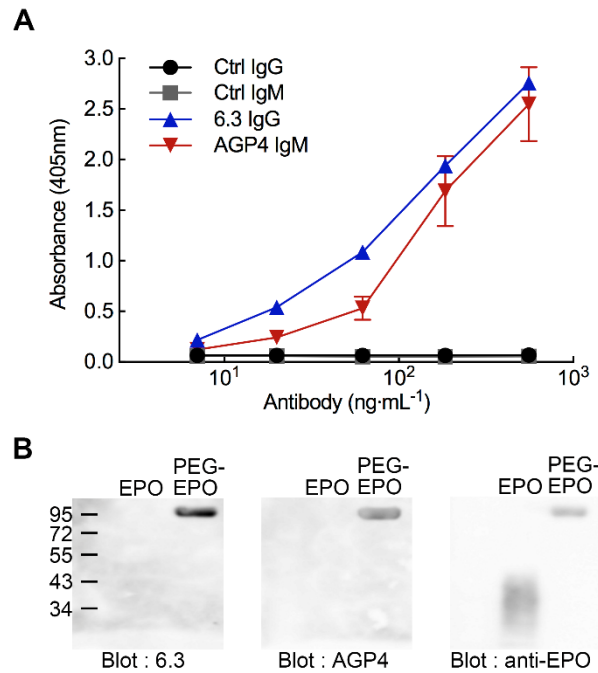 A
3.0
2.5
2.0
1.5
1.0
0.5
0.0
Absorbance (405nm)
Ctrl IgG
Ctrl IgM
6.3 IgG
AGP4 IgM
10¹ 10² 10³
Antibody (ng·mL⁻¹)
B
EPO PEG-EPO
EPO PEG-EPO
EPO PEG-EPO
95
72
55
43
34
Blot : 6.3
Blot : AGP4
Blot : anti-EPO